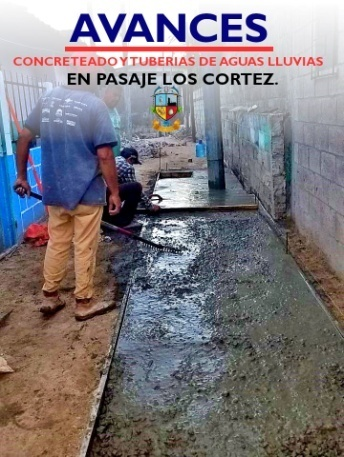 AVANCES
CONCRETEADO Y TUBERIAS DE AGUAS LLUVIAS
EN PASAJE LOS CORTEZ.